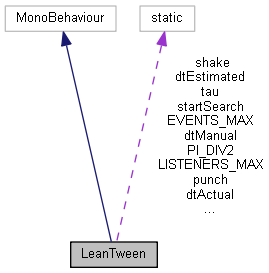 MonoBehaviour
static
shake
dtEstimated
tau
startSearch
EVENTS_MAX
dtManual
PI_DIV2
LISTENERS_MAX
punch
dtActual
...
LeanTween